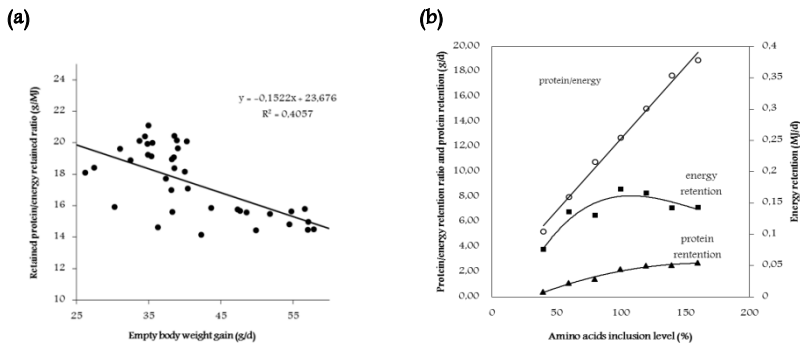 (a)
(b)
Retained protein/energy retained ratio (g/MJ)
24
22
20
18
16
14
12
10
y = −0,1522x + 23,676
R² = 0,4057
25
35
45
55
Empty body weight gain (g/d)
Protein/energy retention ratio and protein retention (g/d)
20,00
18,00
16,00
14,00
12,00
10,00
8,00
6,00
4,00
2,00
0,00
protein/energy
energy
retention
protein
rentention
0,4
0,35
0,3
0,25
0,2
0,15
0,1
0,05
0
Energy retention (MJ/d)
0
50
100
150
200
Amino acids inclusion level (%)